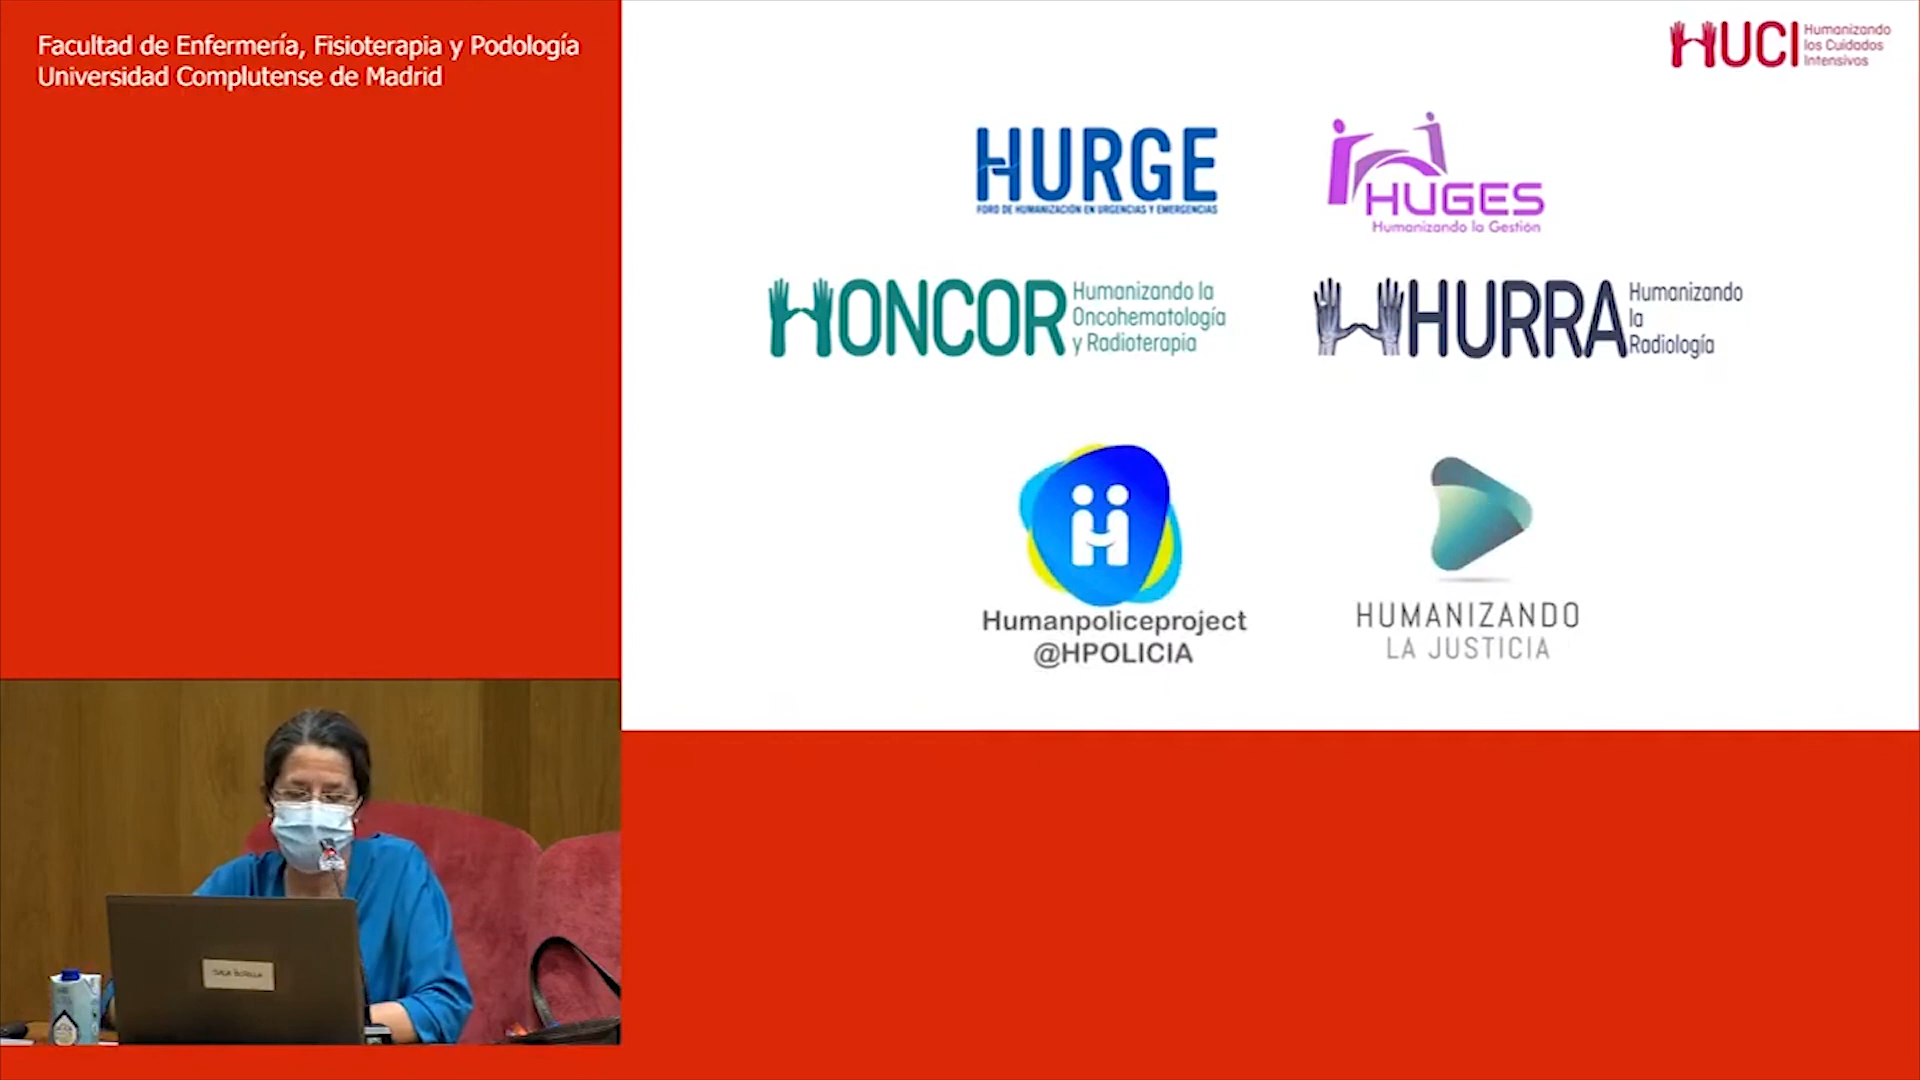 Facultad de Enfermería, Fisioterapia y Podología
Universidad Complutense de Madrid
HUCI
Humanizando
los Cuidados
Intensivos
HURGE
FORO DE HUMANIZACIÓN EN URGENCIAS Y EMERGENCIAS
HUGES
Humanizando la Gestión
HONCOR
Humanizando la
Oncohematología
y Radioterapia
HURRA
Humanizando
la
Radiología
Humanpoliceproject
@HPOLICIA
HUMANIZANDO
LA JUSTICIA